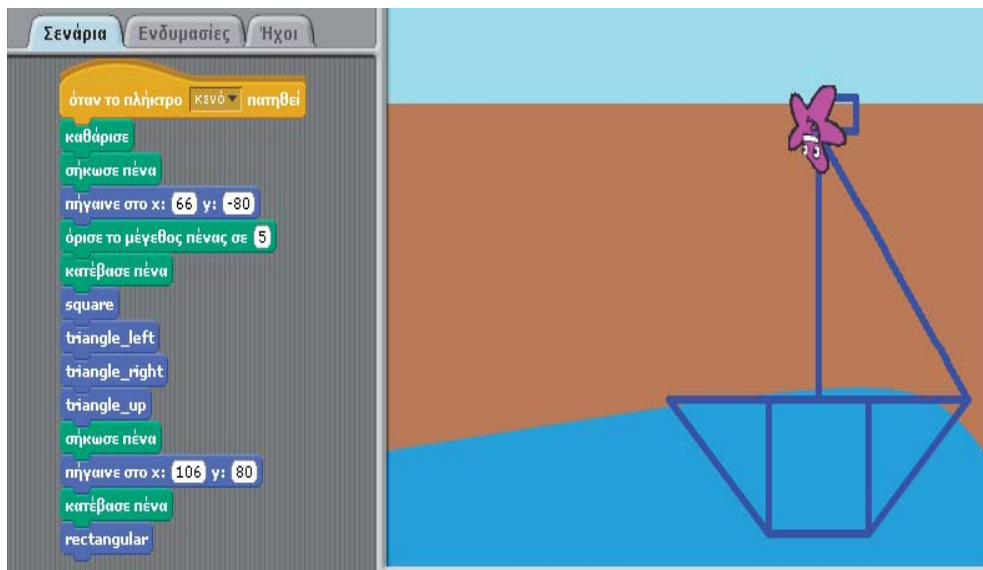 Σενάρια Ενδυμασίες Ήχοι
όταν το πλήκτρο κενό πατηθεί
καθάρισε
σήκωσε πένα
πήγαινε στο x: 66 y: -80
όρισε το μέγεθος πένας σε 5
κατέβασε πένα
square
triangle_left
triangle_right
triangle_up
σήκωσε πένα
πήγαινε στο x: 106 y: 80
κατέβασε πένα
rectangular